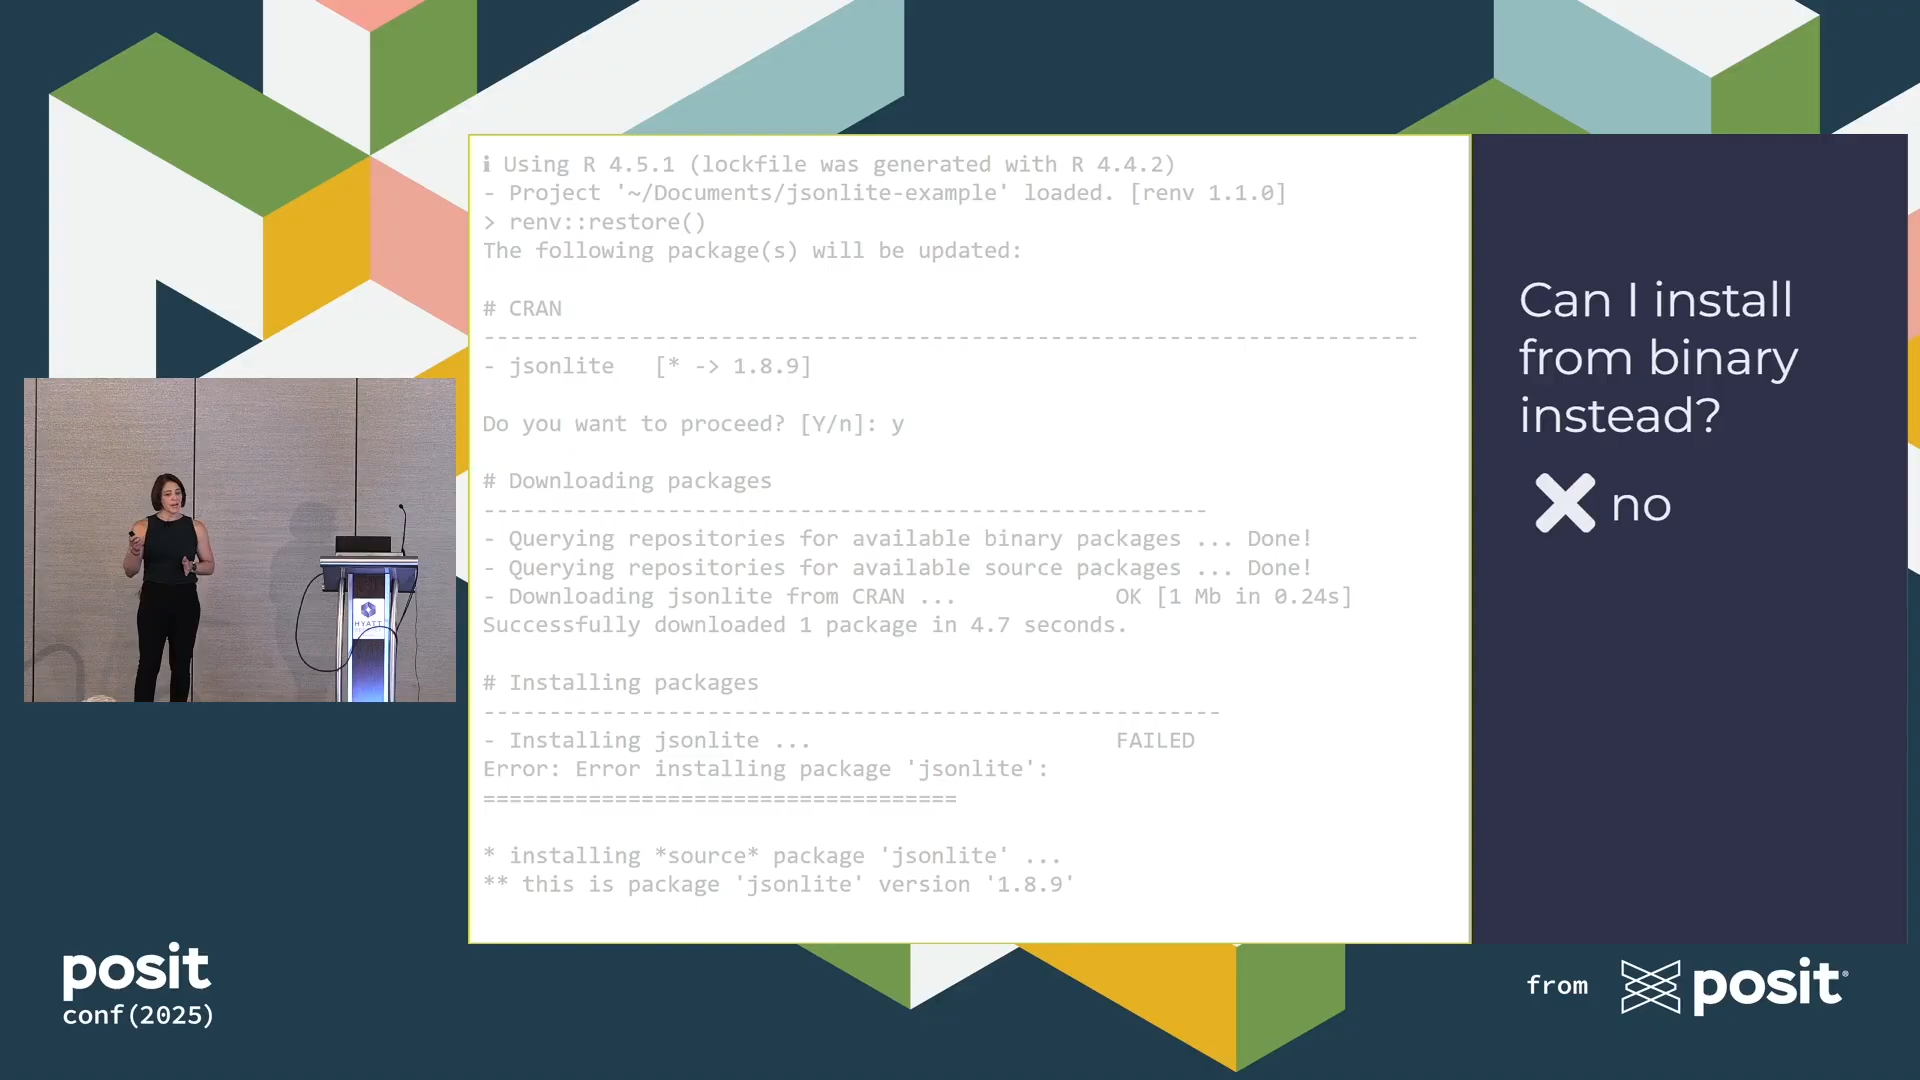 ℹ Using R 4.5.1 (lockfile was generated with R 4.4.2)
- Project '~/Documents/jsonlite-example' loaded. [renv 1.1.0]
> renv::restore()
The following package(s) will be updated:
# CRAN
-----------------------------------------------------------------------
- jsonlite   [* -> 1.8.9]
Do you want to proceed? [Y/n]: y
# Downloading packages
-------------------------------------------------------
- Querying repositories for available binary packages ... Done!
- Querying repositories for available source packages ... Done!
- Downloading jsonlite from CRAN ...            OK [1 Mb in 0.24s]
Successfully downloaded 1 package in 4.7 seconds.
# Installing packages
--------------------------------------------------------
- Installing jsonlite ...                       FAILED
Error: Error installing package 'jsonlite':
====================================
* installing *source* package 'jsonlite' ...
** this is package 'jsonlite' version '1.8.9'
Can I install
from binary
instead?
no
HYATT
posit
conf(2025)
from
posit